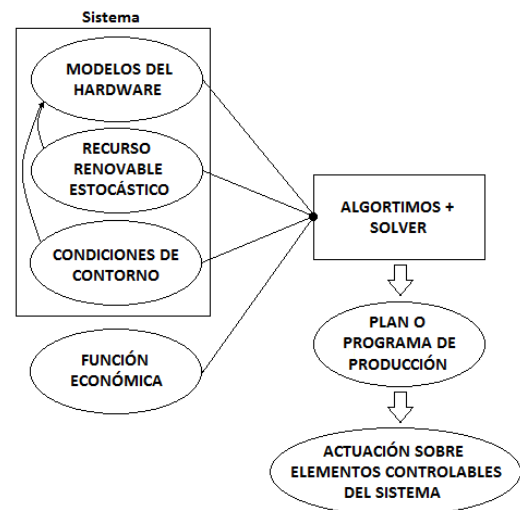 Sistema
MODELOS DEL
HARDWARE
RECURSO
RENOVABLE
ESTOCÁSTICO
CONDICIONES DE
CONTORNO
FUNCIÓN
ECONÓMICA
ALGORTIMOS +
SOLVER
PLAN O
PROGRAMA DE
PRODUCCIÓN
ACTUACIÓN SOBRE
ELEMENTOS CONTROLABLES
DEL SISTEMA